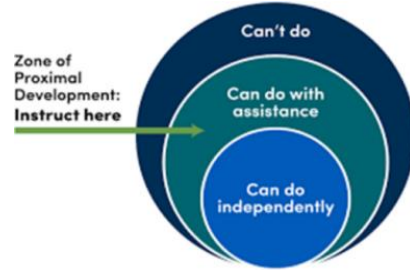 Can't do
Zone of
Proximal
Development:
Instruct here
Can do with
assistance
Can do
independently